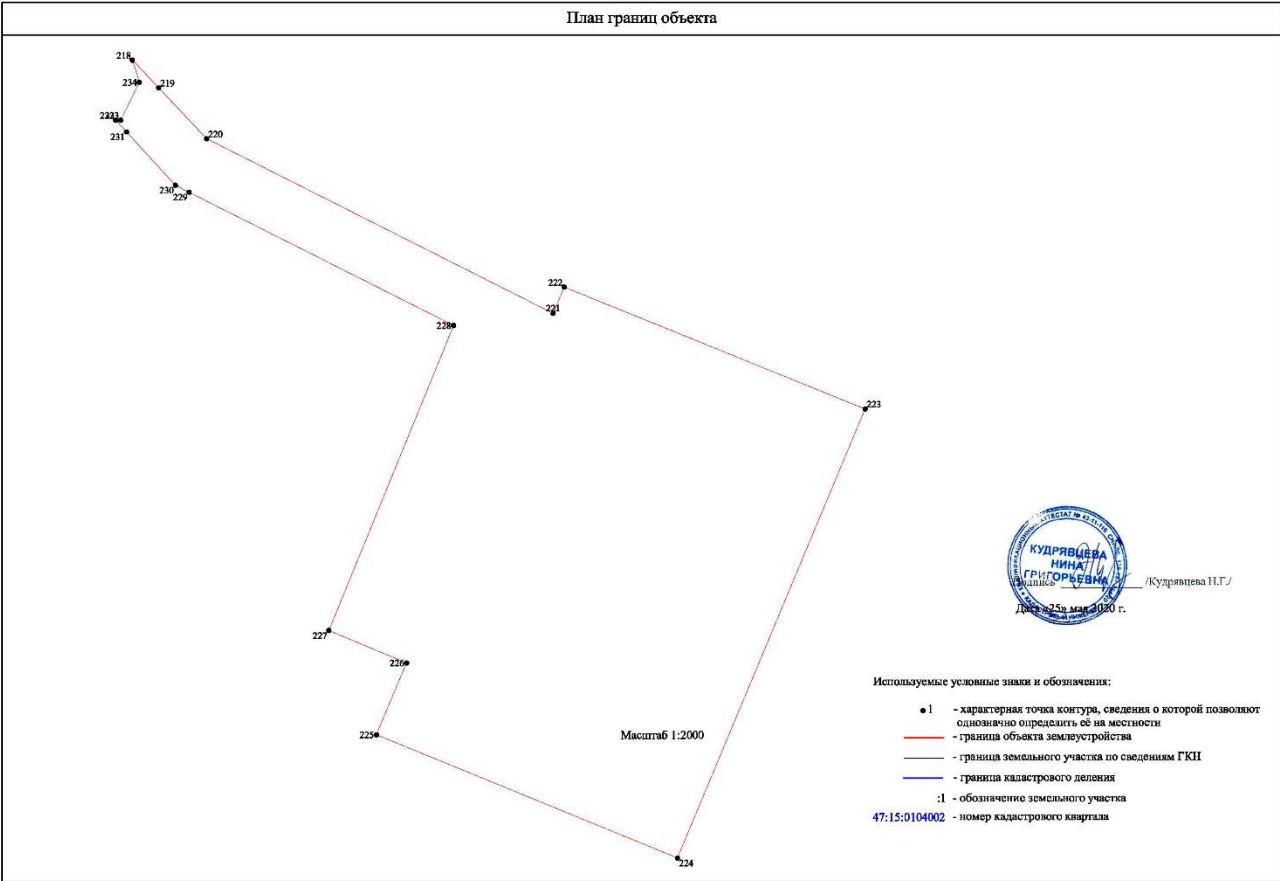 План границ объекта
218
234
219
231
220
230
229
222
221
228
223
227
226
225
224
Масштаб 1:2000
КУДРЯВЦЕВА
НИНА
ГРИГОРЬЕВНА
Подпись /Кудрявцева Н.Г./
Дата «25» мая 2020 г.
Используемые условные знаки и обозначения:
1 - характерная точка контура, сведения о которой позволяют
однозначно определить её на местности
- граница объекта землеустройства
- граница земельного участка по сведениям ГКН
- граница кадастрового деления
:1 - обозначение земельного участка
47:15:0104002 - номер кадастрового квартала